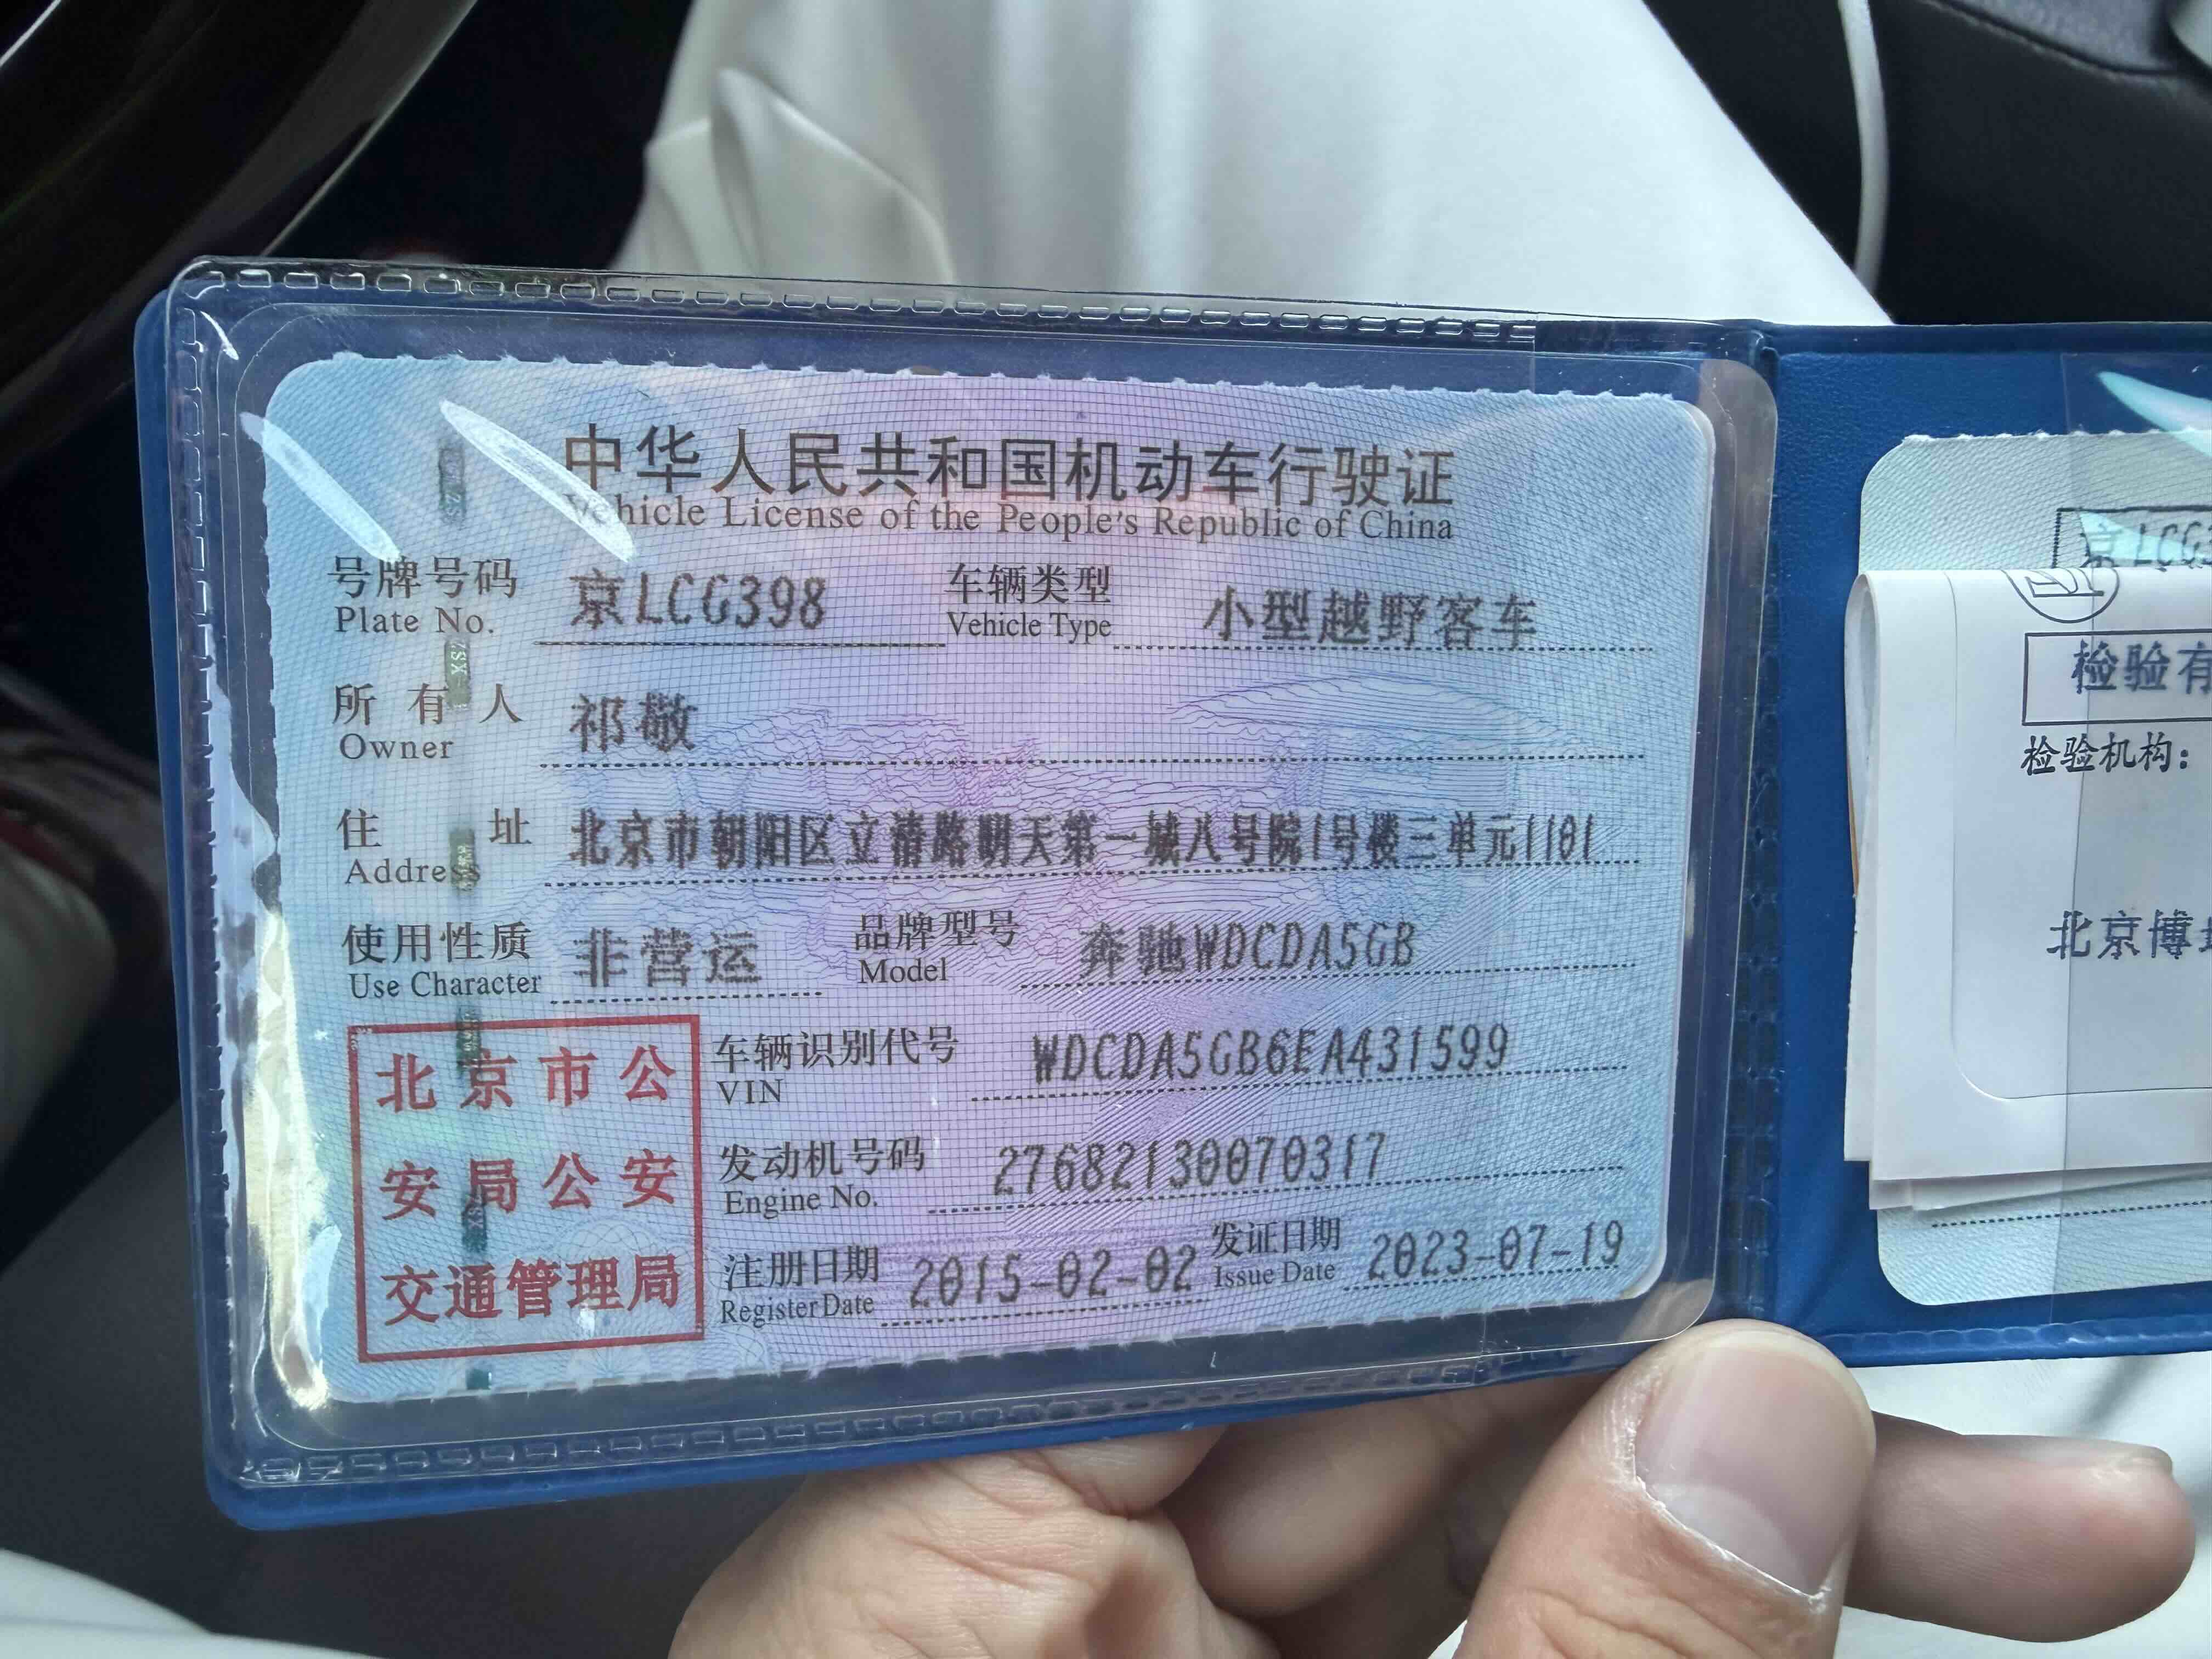 中华人民共和国机动车行驶证
Vehicle License of the People's Republic of China
号牌号码 京LCG398 车辆类型 小型越野客车
Plate No. Vehicle Type
所有人 祁敬
Owner
住址 北京市朝阳区立清路明天第一城八号院1号楼三单元1101
Address
使用性质 非营运 品牌型号 奔驰WDCDA5GB
Use Character Model
北京市公
安局公安
交通管理局
车辆识别代号 WDCDA5GB6EA431599
VIN
发动机号码 27682130070317
Engine No.
注册日期 2015-02-02 发证日期 2023-07-19
Register Date Issue Date
京LCG3
检验有
检验机构:
北京博